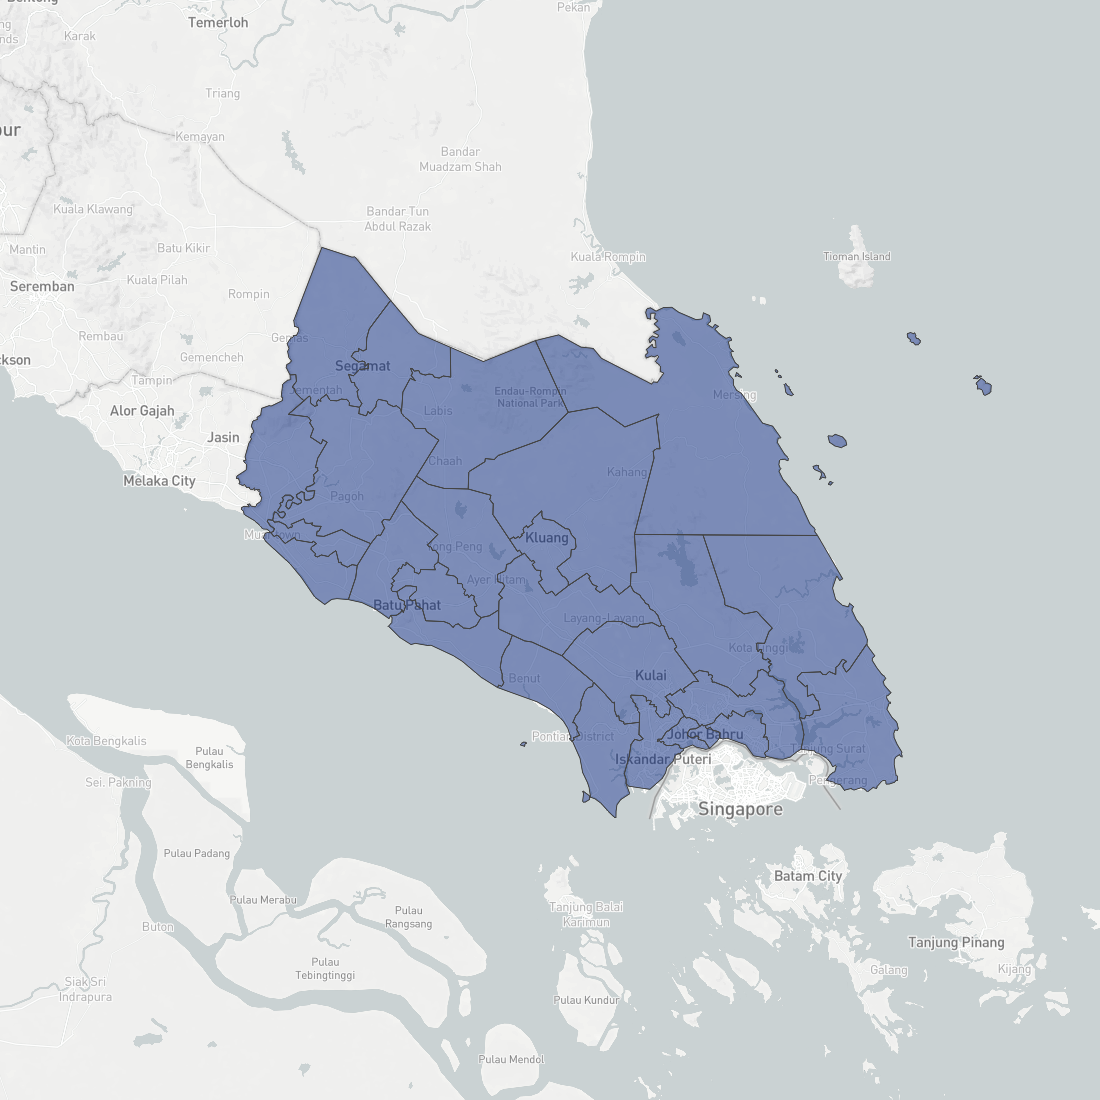 Pekan
Temerloh
Karak
Triang
Kemayan
Bandar
Muadzam Shah
Kuala Klawang
Bandar Tun
Abdul Razak
Mantin
Batu Kikir
Kuala Rompin
Tioman Island
Kuala Pilah
Seremban
Rompin
Rembau
Gemas
Gemencheh
Segamat
Tampin
Jementah
Endau-Rompin
National Park
Mersing
Alor Gajah
Labis
Jasin
Chaah
Kahang
Melaka City
Pagoh
Kluang
Yong Peng
Ayer Hitam
Batu Pahat
Layang-Layang
Kota Tinggi
Kulai
Benut
Pontian District
Johor Bahru
Kota Bengkalis
Pulau
Bengkalis
Tanjung Surat
Iskandar Puteri
Sei. Pakning
Pengerang
Singapore
Pulau Padang
Batam City
Pulau Merabu
Pulau
Rangsang
Tanjung Balai
Karimun
Buton
Tanjung Pinang
Pulau
Tebingtinggi
Galang
Kijang
Siak Sri
Indrapura
Pulau Kundur
Pulau Mendol